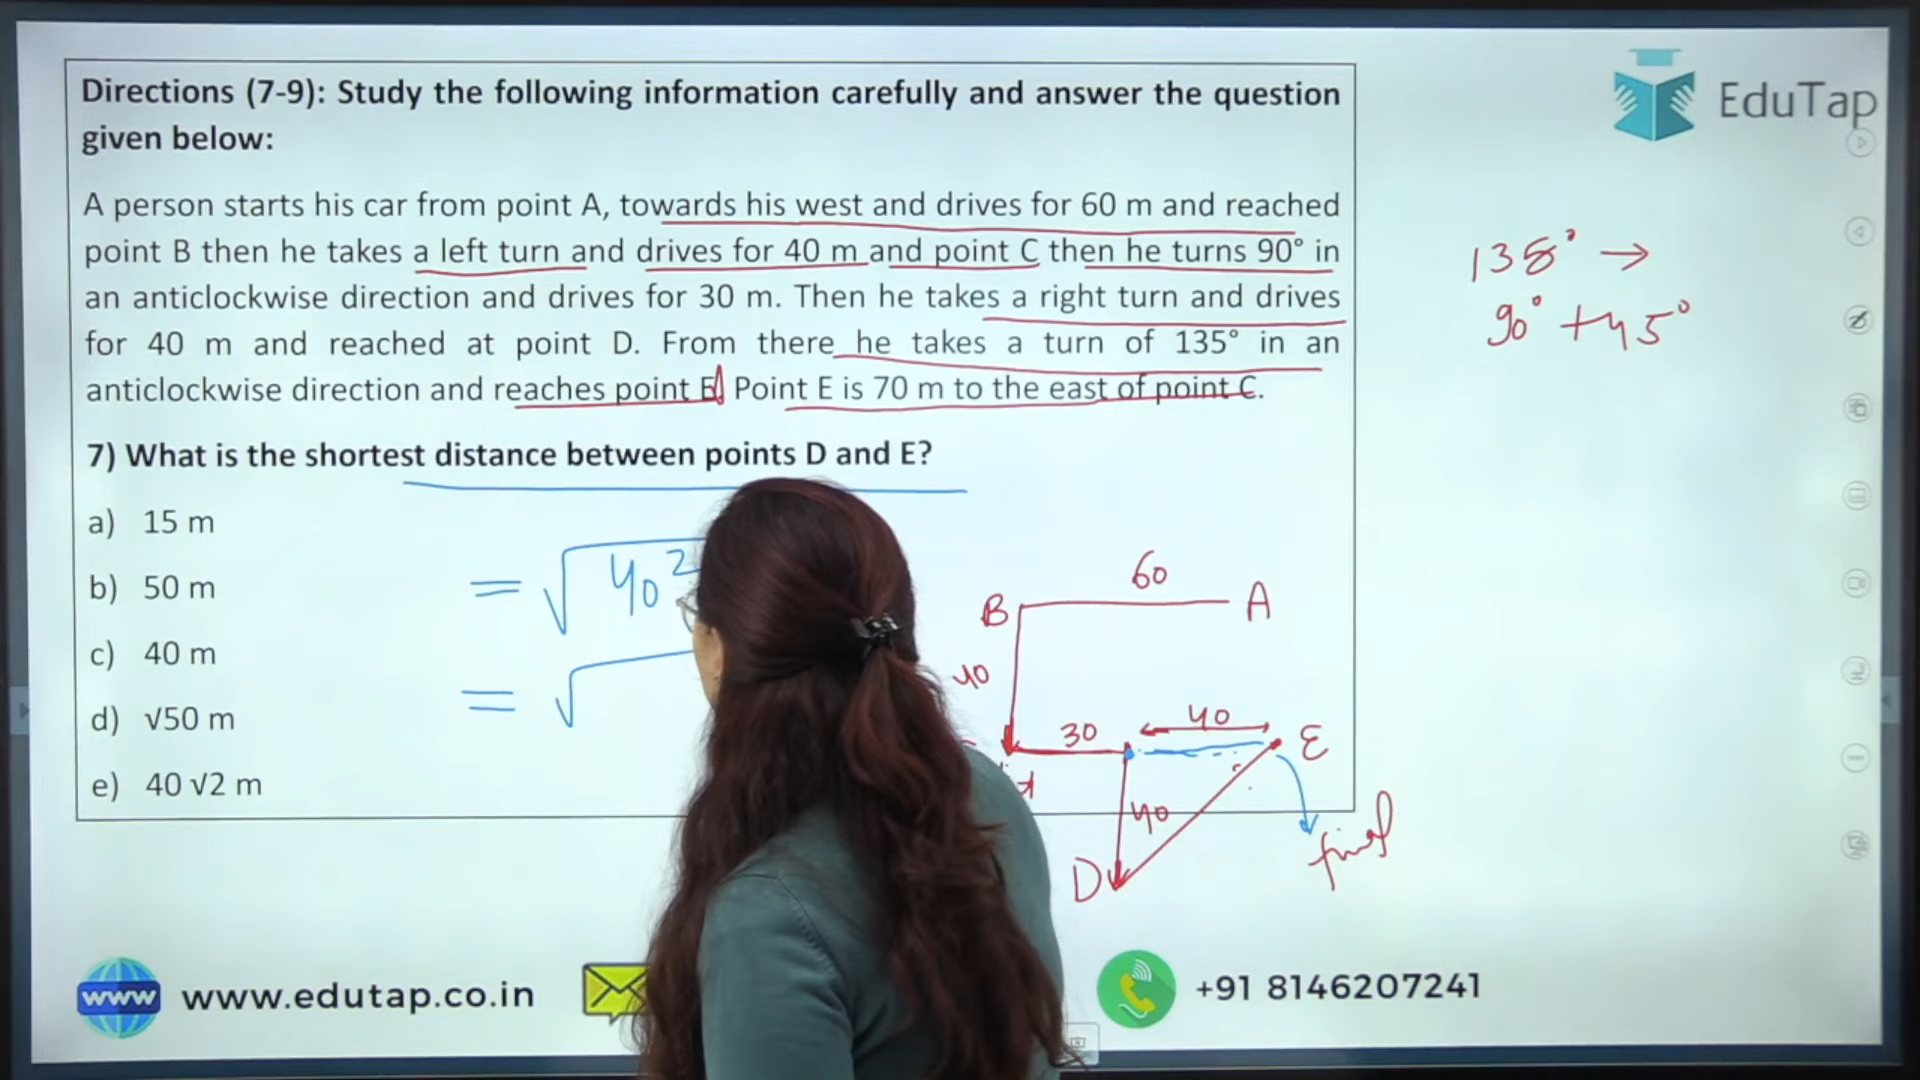 Directions (7-9): Study the following information carefully and answer the question
given below:
EduTap
A person starts his car from point A, towards his west and drives for 60 m and reached
point B then he takes a left turn and drives for 40 m and point C then he turns 90° in
an anticlockwise direction and drives for 30 m. Then he takes a right turn and drives
for 40 m and reached at point D. From there he takes a turn of 135° in an
anticlockwise direction and reaches point E. Point E is 70 m to the east of point C.
135° →
90° + 45°
7) What is the shortest distance between points D and E?
a) 15 m
b) 50 m
c) 40 m
d) √50 m
e) 40 √2 m
= √40²
= √
60
B A
40
30 40
E
40
D
final
www www.edutap.co.in
+91 8146207241